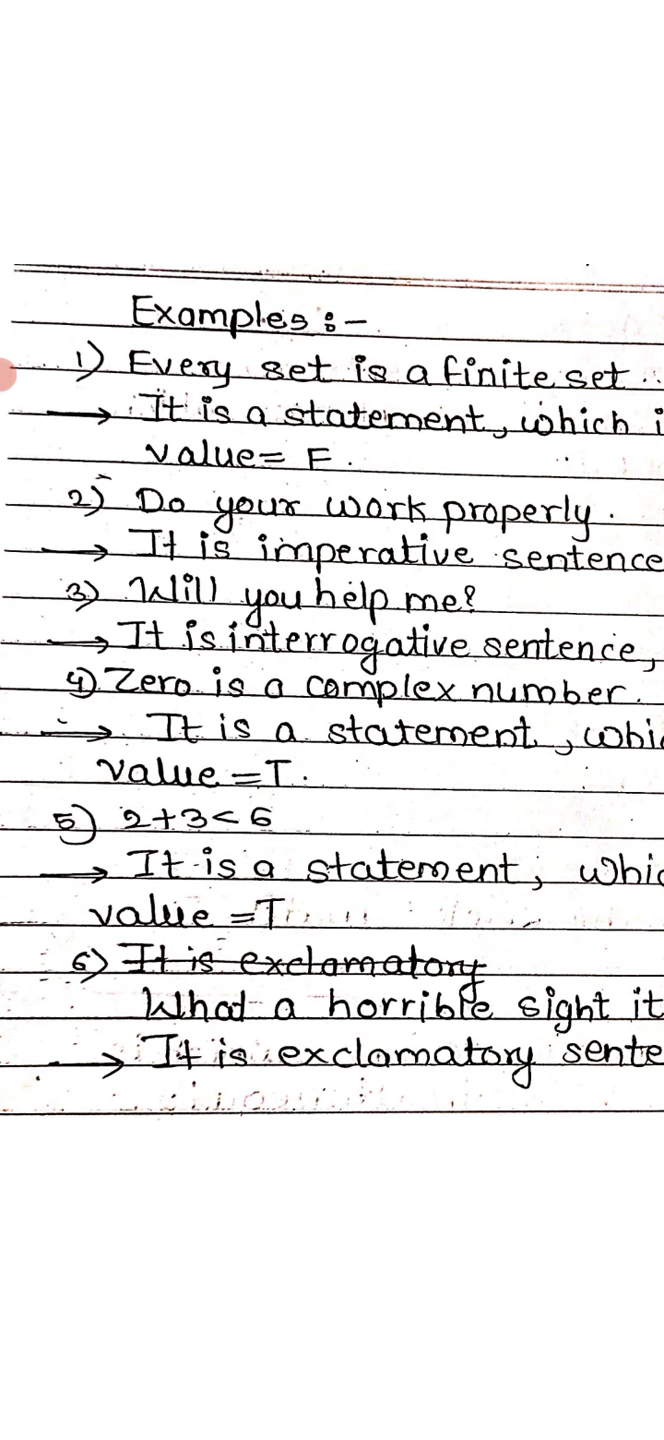 Examples :-
1) Every set is a finite set.
→ It is a statement, which i
value = F.
2) Do your work properly.
→ It is imperative sentence
3) Will you help me?
→ It is interrogative sentence,
4) Zero is a complex number.
→ It is a statement, whic
value = T.
5) 2+3<6
→ It is a statement, whic
value = T
6) It is exclamatory
What a horrible sight it
→ It is exclamatory sente